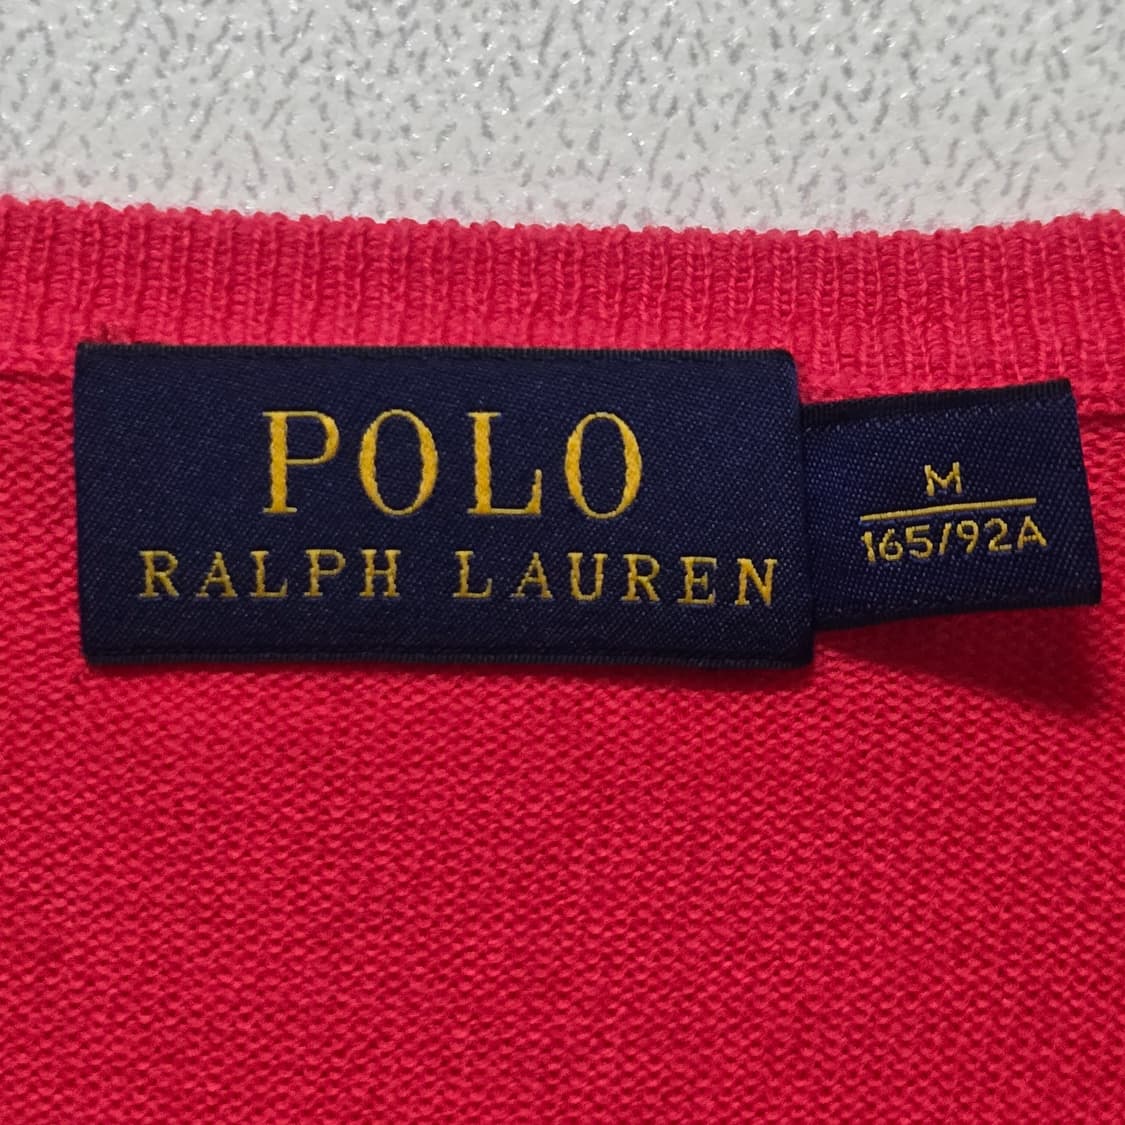 POLO
RALPH LAUREN
M
165/92A